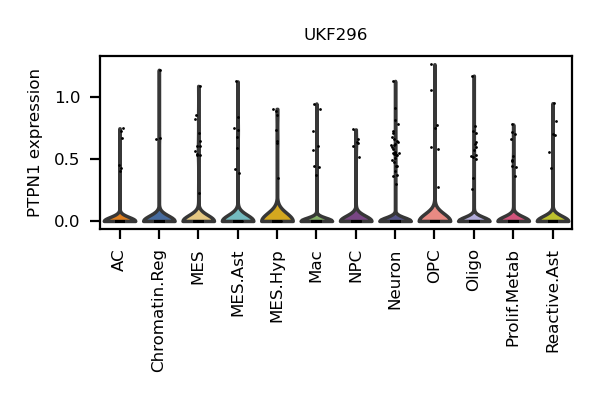 UKF296
PTPN1 expression
1.0
0.5
0.0
AC
Chromatin.Reg
MES
MES.Ast
MES.Hyp
Mac
NPC
Neuron
OPC
Oligo
Prolif.Metab
Reactive.Ast